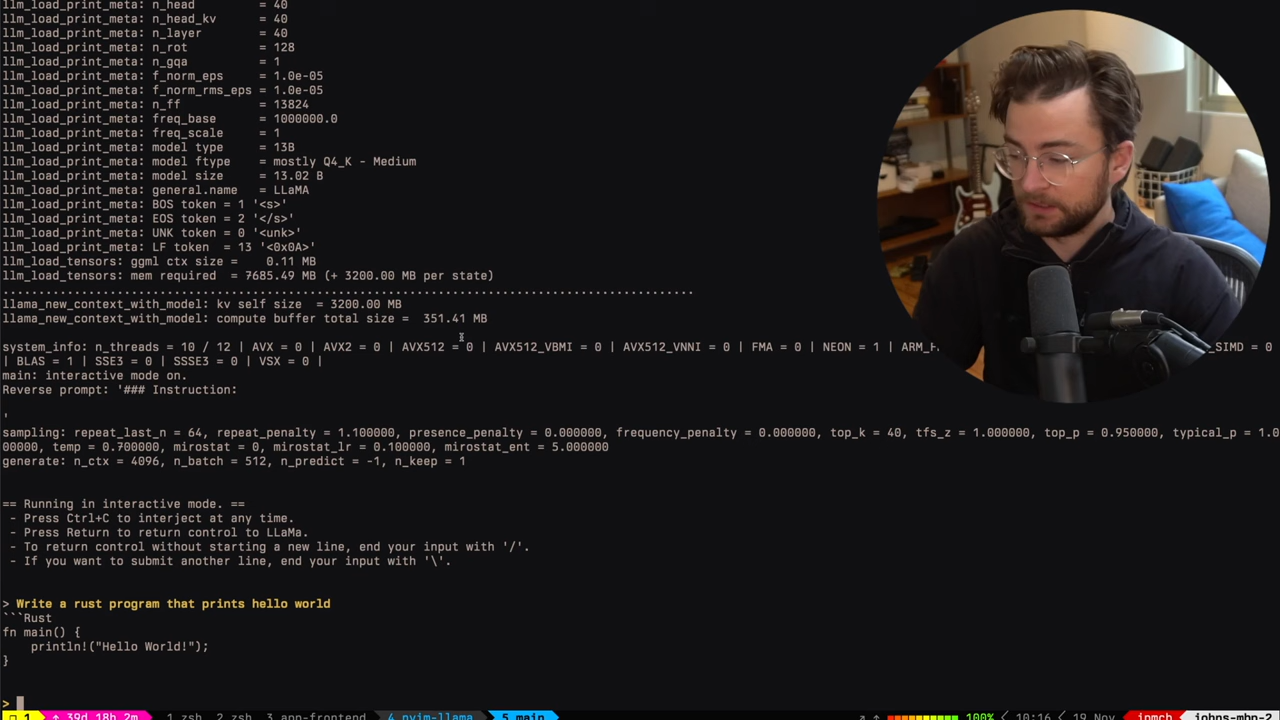 llm_load_print_meta: n_head = 40
llm_load_print_meta: n_head_kv = 40
llm_load_print_meta: n_layer = 40
llm_load_print_meta: n_rot = 128
llm_load_print_meta: n_gqa = 1
llm_load_print_meta: f_norm_eps = 1.0e-05
llm_load_print_meta: f_norm_rms_eps = 1.0e-05
llm_load_print_meta: n_ff = 13824
llm_load_print_meta: freq_base = 1000000.0
llm_load_print_meta: freq_scale = 1
llm_load_print_meta: model type = 13B
llm_load_print_meta: model ftype = mostly Q4_K - Medium
llm_load_print_meta: model size = 13.02 B
llm_load_print_meta: general.name = LLaMA
llm_load_print_meta: BOS token = 1 '<s>'
llm_load_print_meta: EOS token = 2 '</s>'
llm_load_print_meta: UNK token = 0 '<unk>'
llm_load_print_meta: LF token = 13 '<0x0A>'
llm_load_tensors: ggml ctx size = 0.11 MB
llm_load_tensors: mem required = 7685.49 MB (+ 3200.00 MB per state)
...................................................................................................
llama_new_context_with_model: kv self size = 3200.00 MB
llama_new_context_with_model: compute buffer total size = 351.41 MB
system_info: n_threads = 10 / 12 | AVX = 0 | AVX2 = 0 | AVX512 = 0 | AVX512_VBMI = 0 | AVX512_VNNI = 0 | FMA = 0 | NEON = 1 | ARM_ _SIMD = 0
| BLAS = 1 | SSE3 = 0 | SSSE3 = 0 | VSX = 0 |
main: interactive mode on.
Reverse prompt: '### Instruction:
'
sampling: repeat_last_n = 64, repeat_penalty = 1.100000, presence_penalty = 0.000000, frequency_penalty = 0.000000, top_k = 40, tfs_z = 1.000000, top_p = 0.950000, typical_p = 1.0
00000, temp = 0.700000, mirostat = 0, mirostat_lr = 0.100000, mirostat_ent = 5.000000
generate: n_ctx = 4096, n_batch = 512, n_predict = -1, n_keep = 1
== Running in interactive mode. ==
- Press Ctrl+C to interject at any time.
- Press Return to return control to LLaMa.
- To return control without starting a new line, end your input with '/'.
- If you want to submit another line, end your input with '\'.
> Write a rust program that prints hello world
```Rust
fn main() {
println!("Hello World!");
}
>
1 ↑ 39d 18h 2m 1 zsh 2 zsh 3 app-frontend 4 nvim-llama 5 main 100% 10:16 19 Nov jpmcb johns-mbp-2